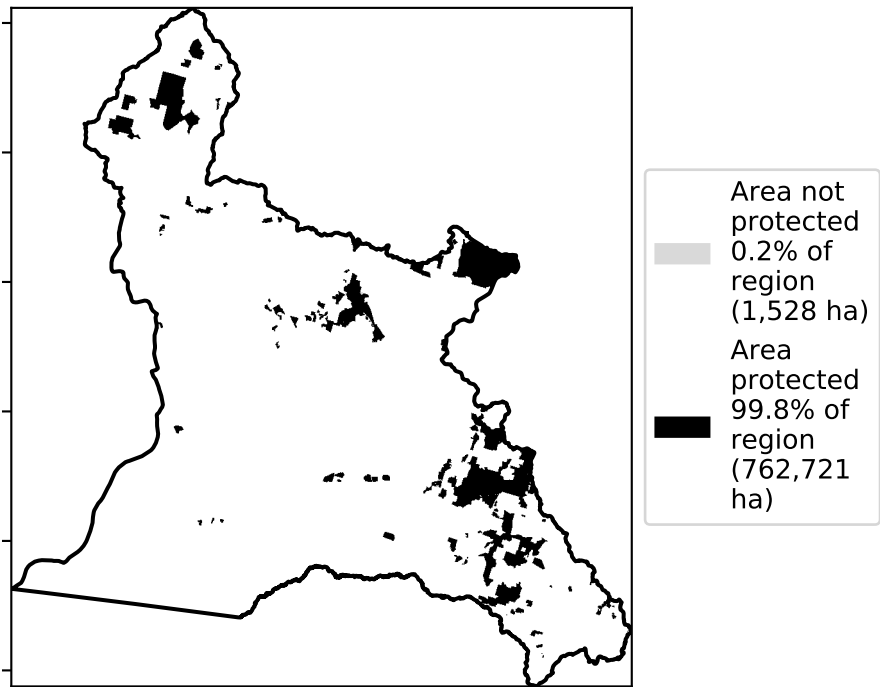 Area not
protected
0.2% of
region
(1,528 ha)
Area
protected
99.8% of
region
(762,721
ha)